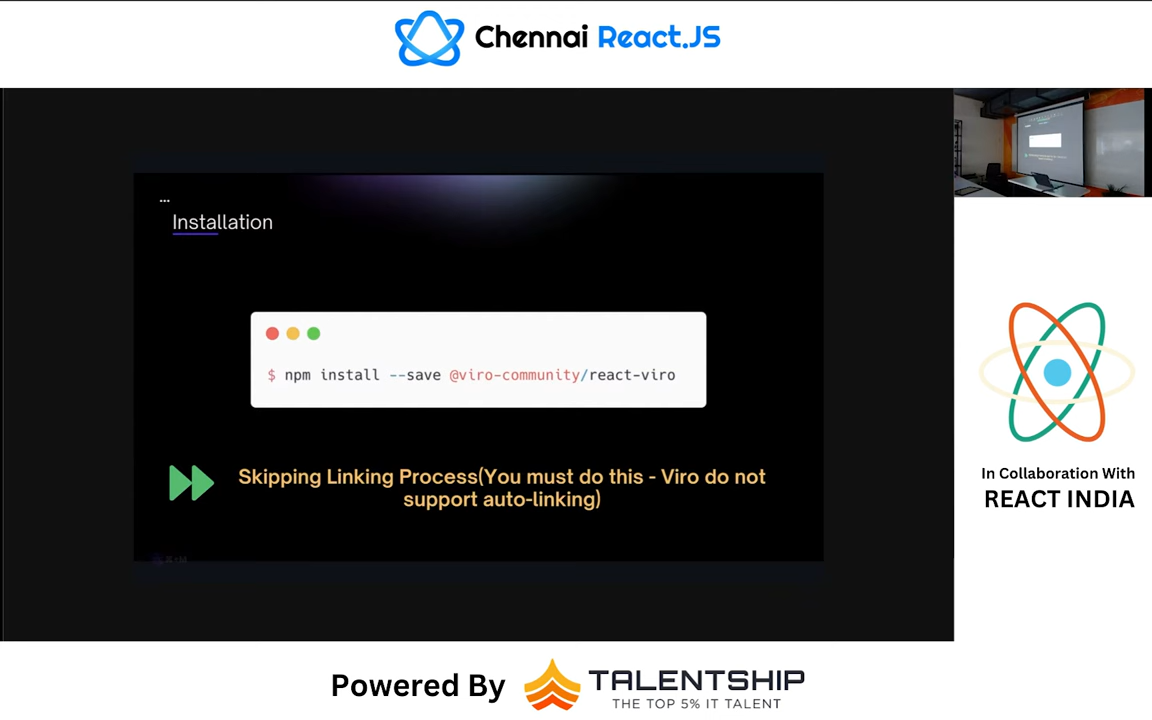 Chennai React.JS
...
Installation
$ npm install --save @viro-community/react-viro
Skipping Linking Process(You must do this - Viro do not
support auto-linking)
In Collaboration With
REACT INDIA
Powered By
TALENTSHIP
THE TOP 5% IT TALENT